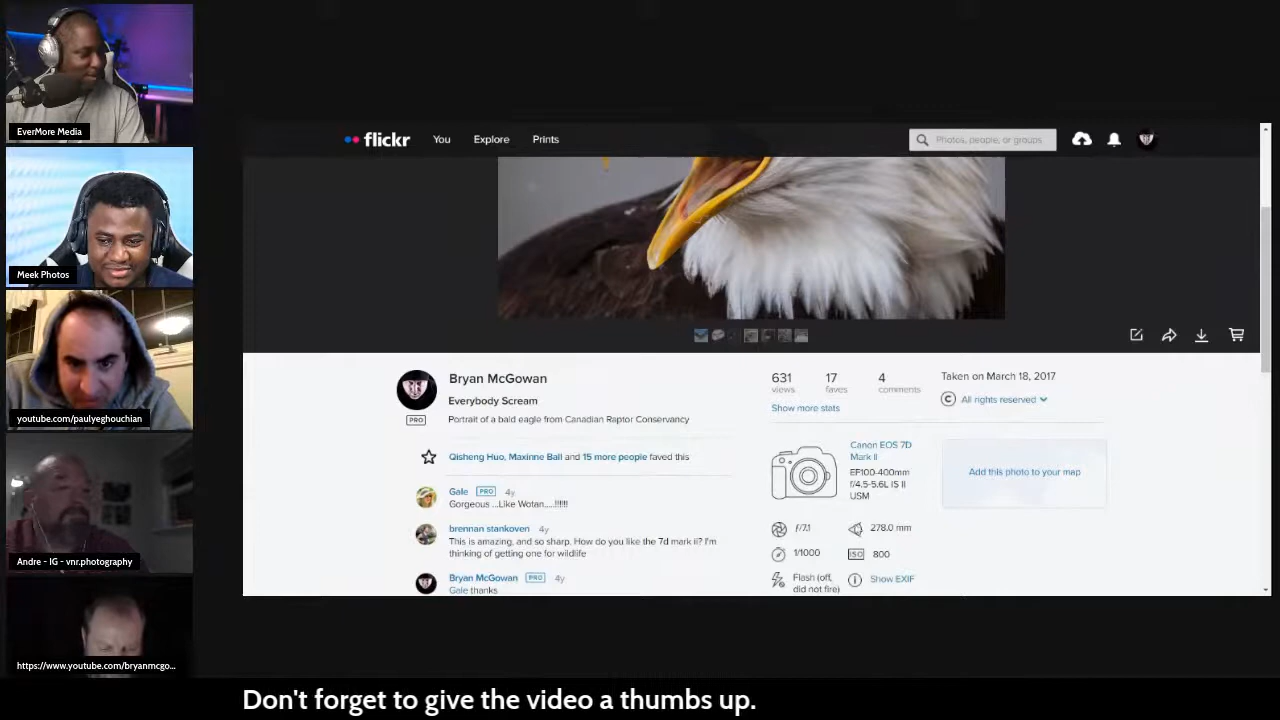 EverMore Media
Meek Photos
youtube.com/paulyeghouchian
Andre - IG - vnr.photography
https://www.youtube.com/bryanmcgo...
flickr
You
Explore
Prints
Photos, people, or groups
Bryan McGowan
Everybody Scream
PRO
Portrait of a bald eagle from Canadian Raptor Conservancy
Qisheng Huo, Maxinne Ball and 15 more people faved this
Gale PRO 4y
Gorgeous ...Like Wotan.....!!!!!!
brennan stankoven 4y
This is amazing, and so sharp. How do you like the 7d mark ii? I'm
thinking of getting one for wildlife
Bryan McGowan PRO 4y
Gale thanks
631
views
17
faves
4
comments
Show more stats
Taken on March 18, 2017
All rights reserved
Canon EOS 7D
Mark II
EF100-400mm
f/4.5-5.6L IS II
USM
Add this photo to your map
ƒ/7.1
278.0 mm
1/1000
ISO 800
Flash (off,
did not fire)
Show EXIF
Don't forget to give the video a thumbs up.